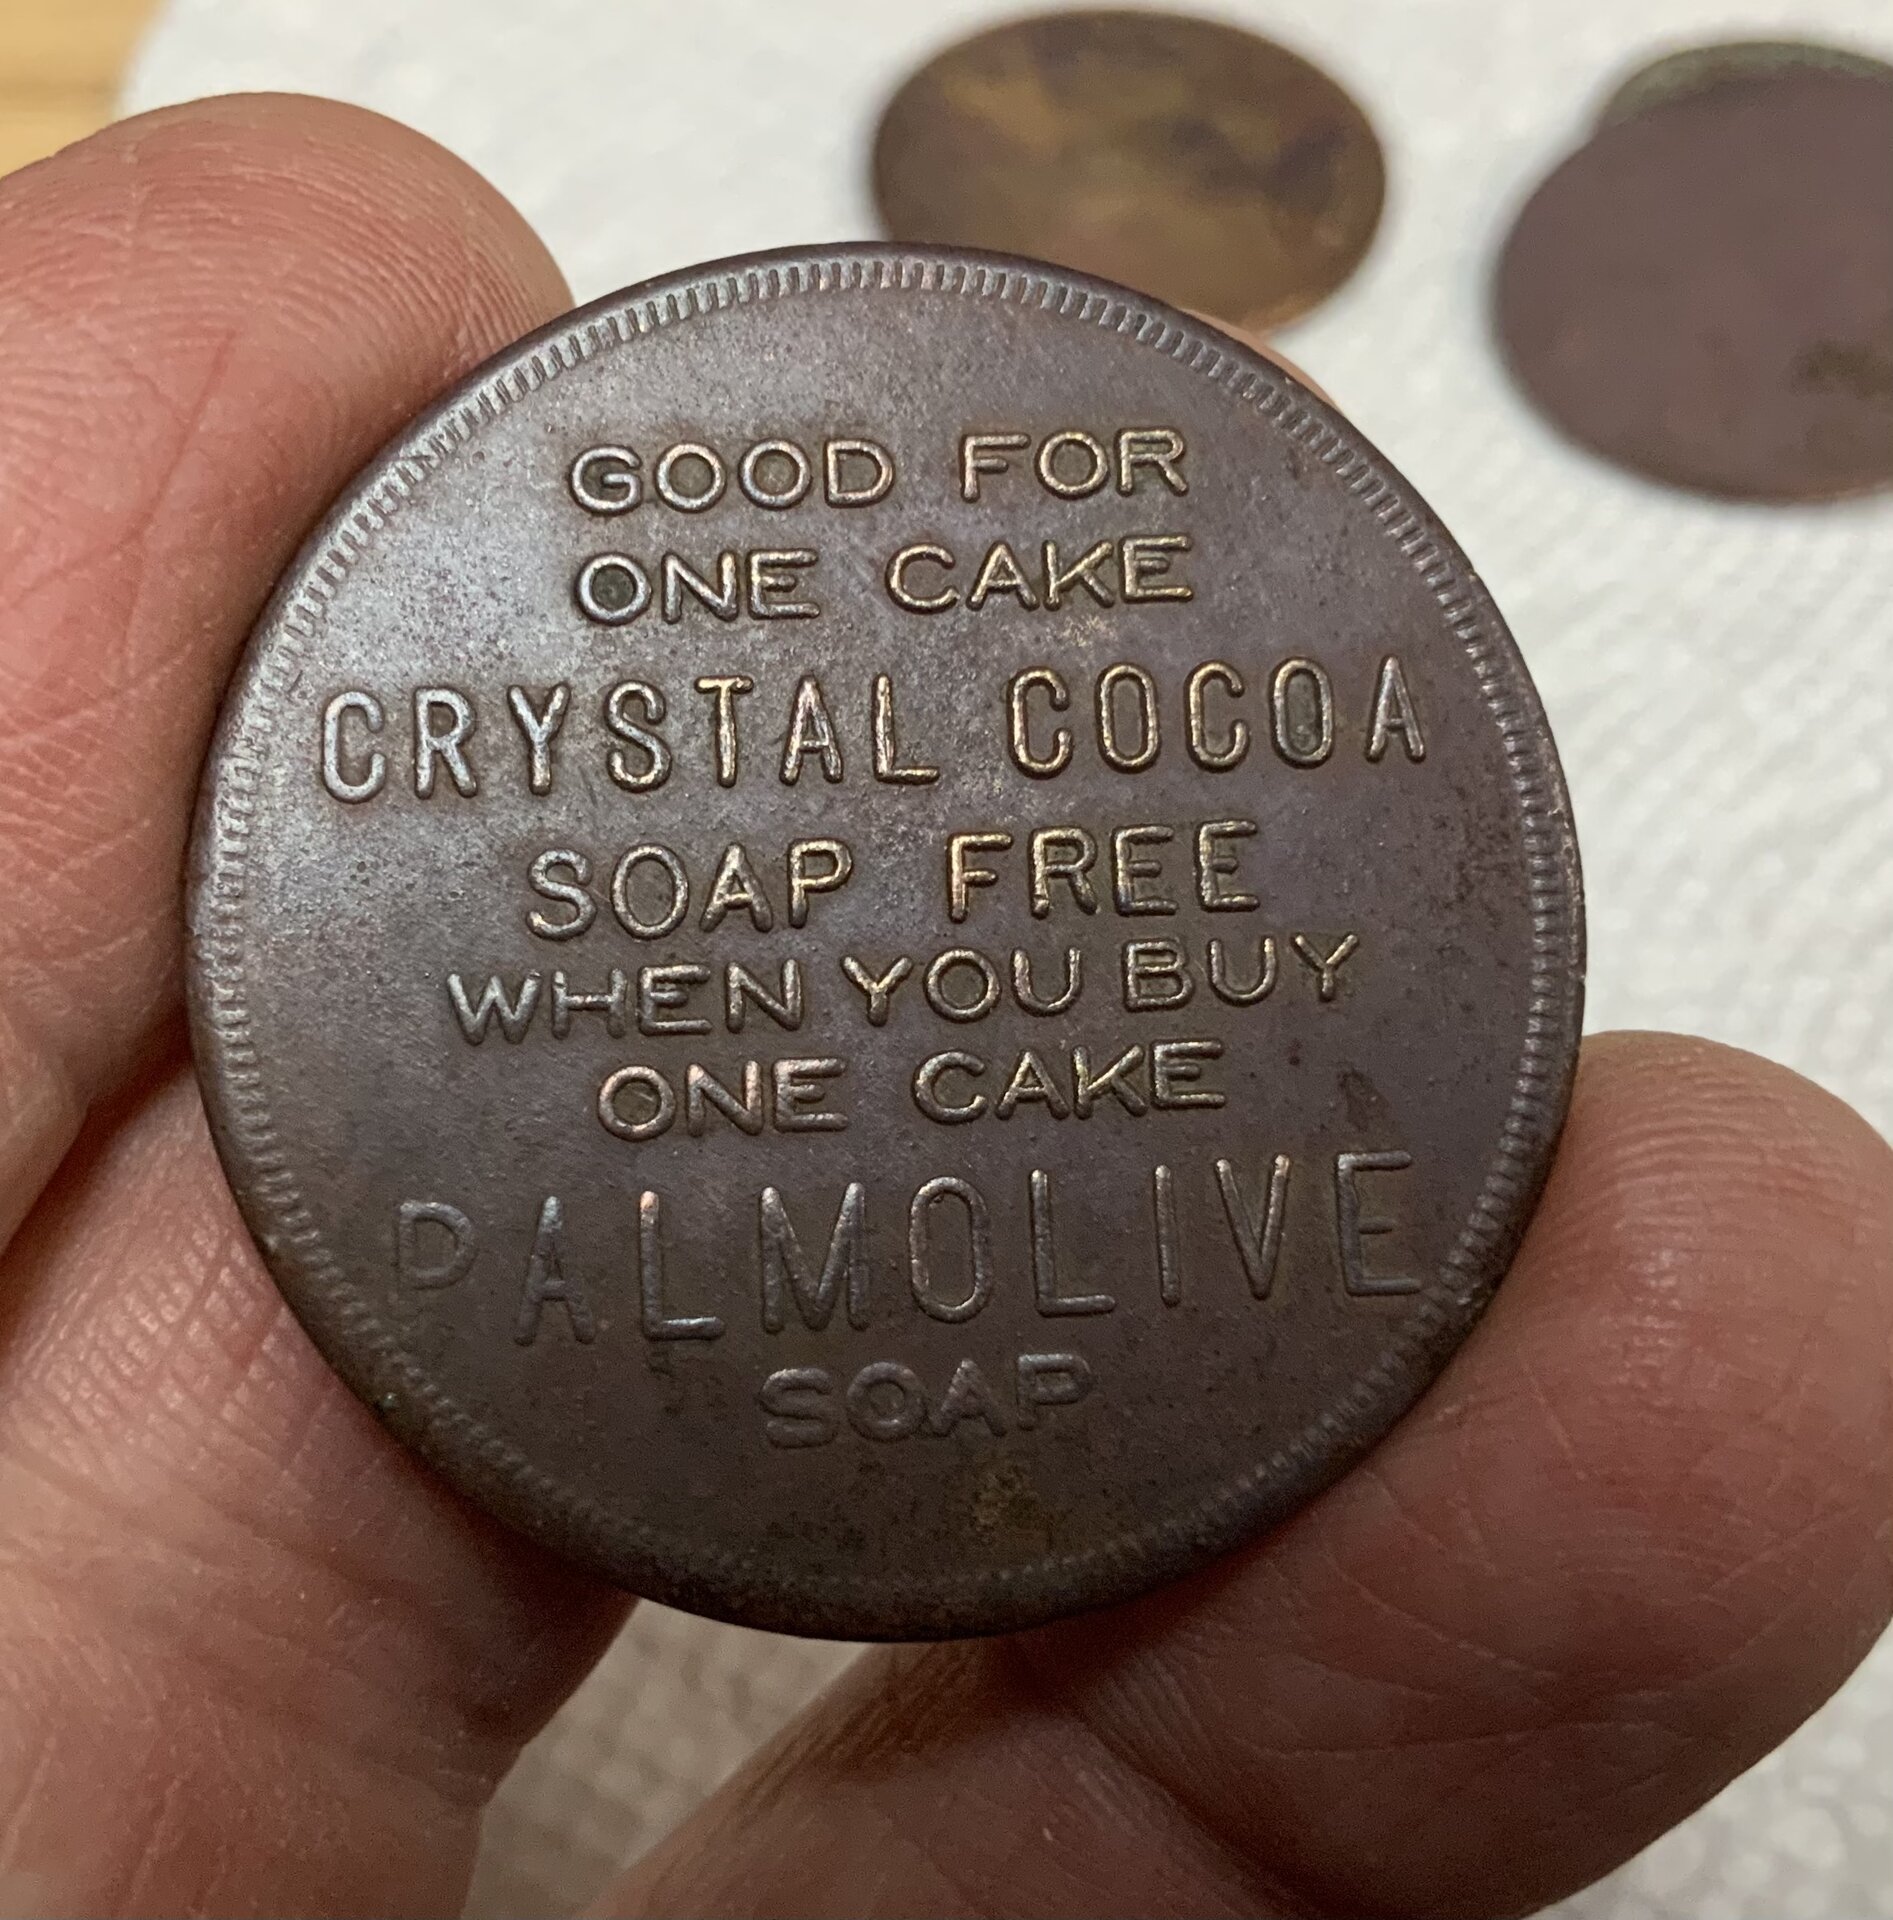 GOOD FOR
ONE CAKE
CRYSTAL COCOA
SOAP FREE
WHEN YOU BUY
ONE CAKE
PALMOLIVE
SOAP